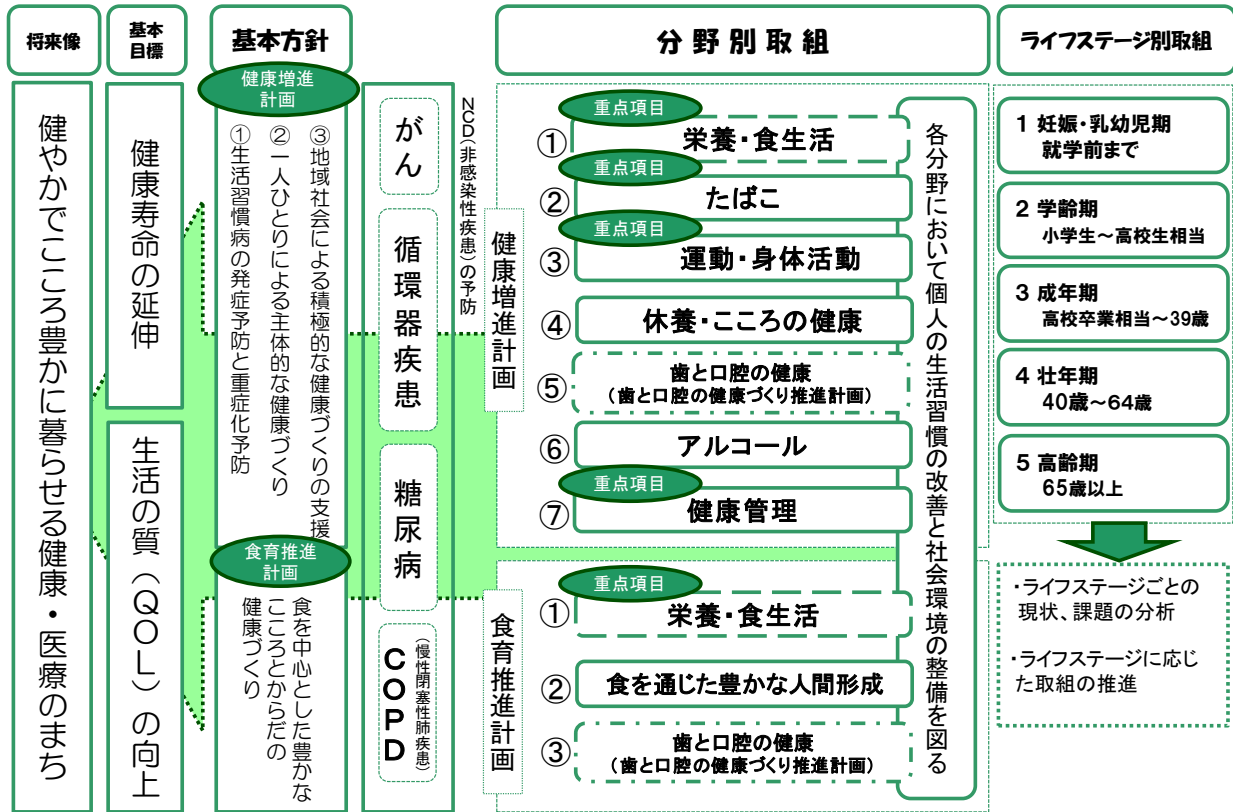 将来像
基本
目標
基本方針
分野別取組
ライフステージ別取組
健やかでこころ豊かに暮らせる健康・医療のまち
健康寿命の延伸
生活の質（QOL）の向上
健康増進
計画
①生活習慣病の発症予防と重症化予防
②一人ひとりによる主体的な健康づくり
③地域社会による積極的な健康づくりの支援
食育推進
計画
食を中心とした豊かな
こころとからだの
健康づくり
NCD（非感染性疾患）の予防
がん
循環器疾患
糖尿病
COPD
（慢性閉塞性肺疾患）
健康増進計画
重点項目
① 栄養・食生活
重点項目
② たばこ
重点項目
③ 運動・身体活動
④ 休養・こころの健康
⑤ 歯と口腔の健康
（歯と口腔の健康づくり推進計画）
⑥ アルコール
重点項目
⑦ 健康管理
食育推進計画
重点項目
① 栄養・食生活
② 食を通じた豊かな人間形成
③ 歯と口腔の健康
（歯と口腔の健康づくり推進計画）
各分野において個人の生活習慣の改善と社会環境の整備を図る
1 妊娠・乳幼児期
就学前まで
2 学齢期
小学生～高校生相当
3 成年期
高校卒業相当～39歳
4 壮年期
40歳～64歳
5 高齢期
65歳以上
・ライフステージごとの
現状、課題の分析
・ライフステージに応じ
た取組の推進